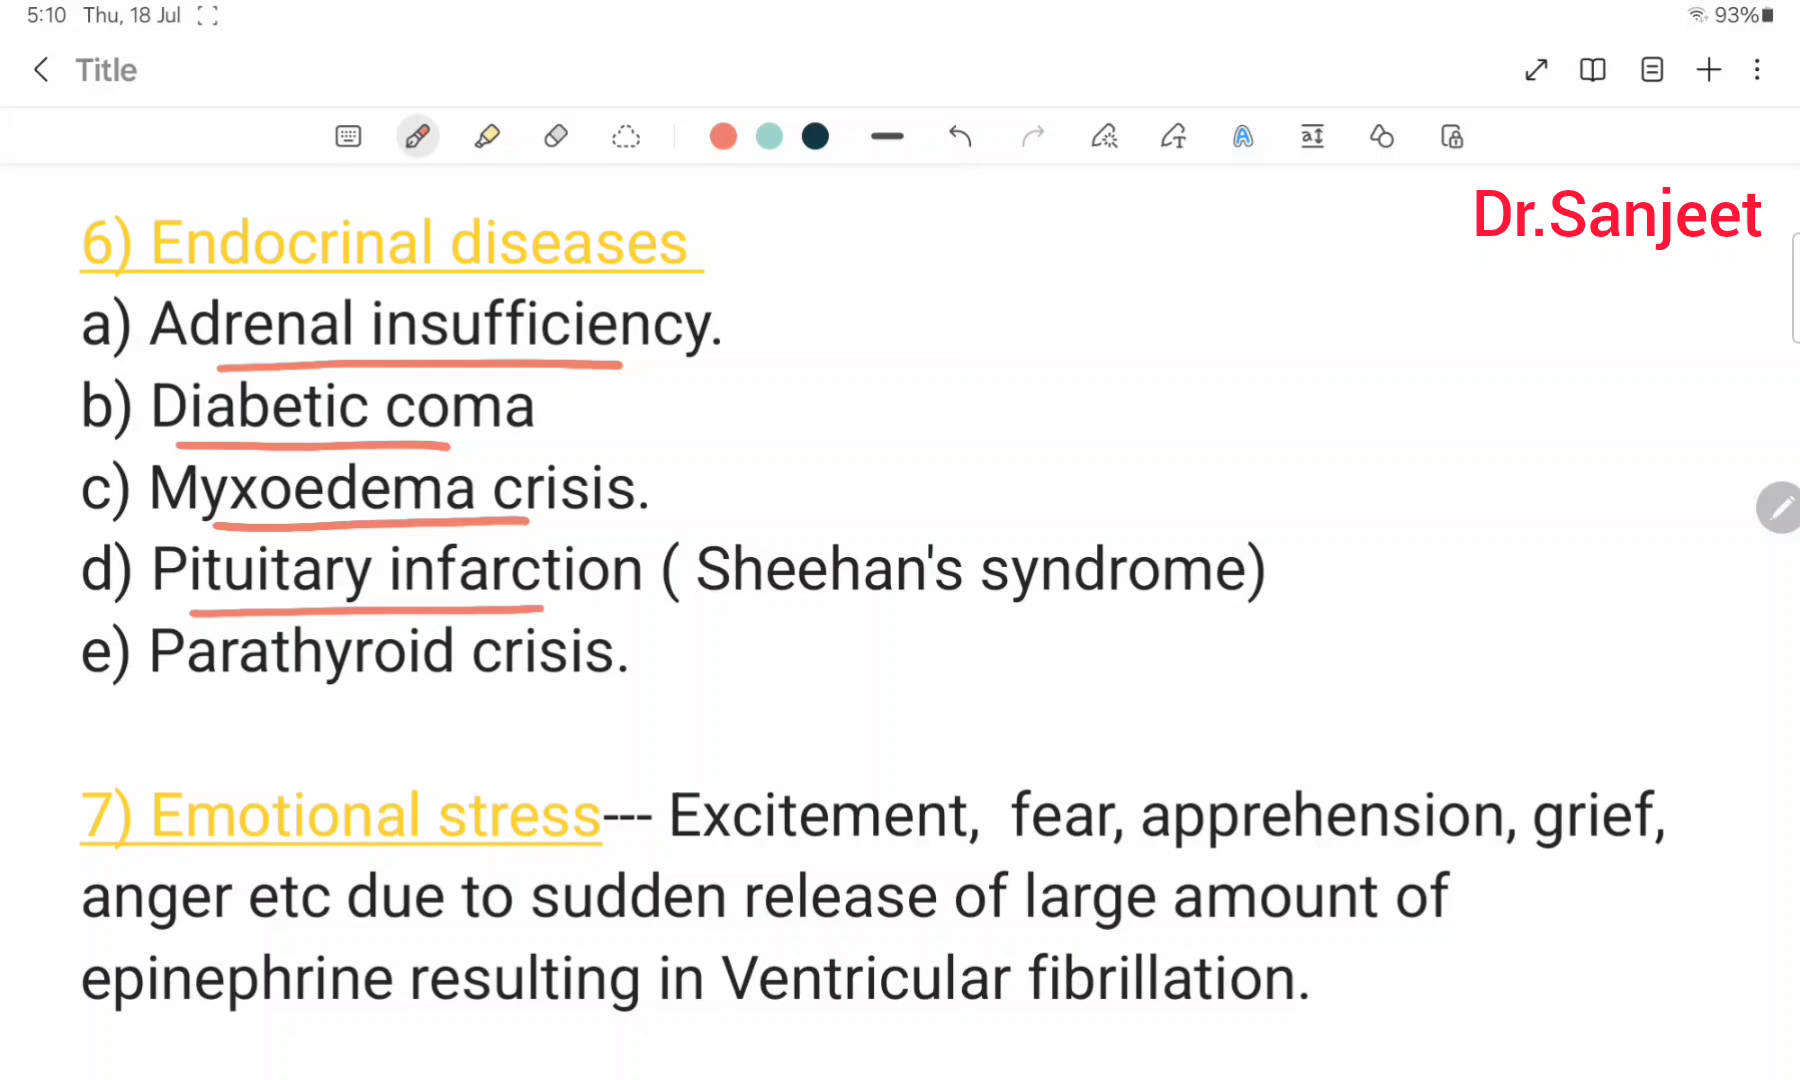 5:10 Thu, 18 Jul 93%
Title
Dr.Sanjeet
6) Endocrinal diseases
a) Adrenal insufficiency.
b) Diabetic coma
c) Myxoedema crisis.
d) Pituitary infarction ( Sheehan's syndrome)
e) Parathyroid crisis.
7) Emotional stress--- Excitement, fear, apprehension, grief,
anger etc due to sudden release of large amount of
epinephrine resulting in Ventricular fibrillation.